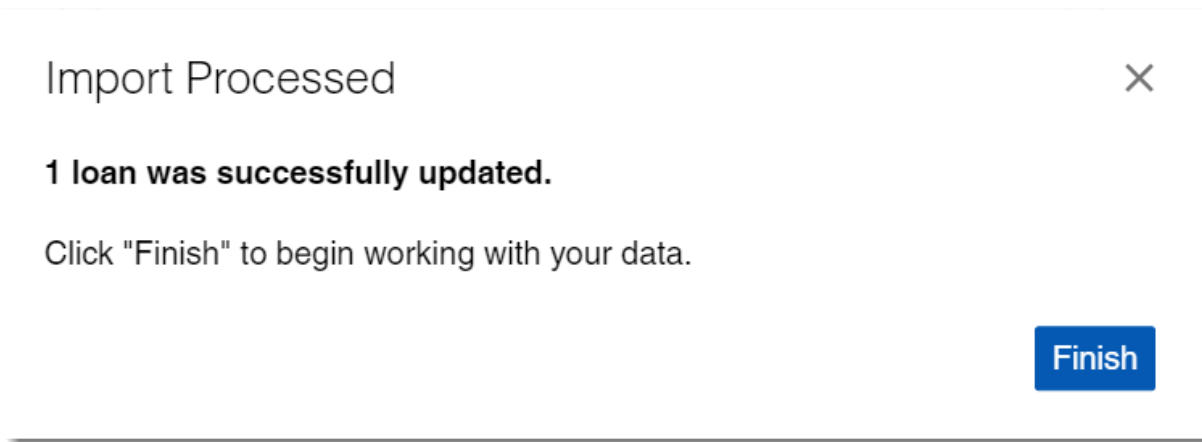 Import Processed
1 loan was successfully updated.
Click "Finish" to begin working with your data.
Finish